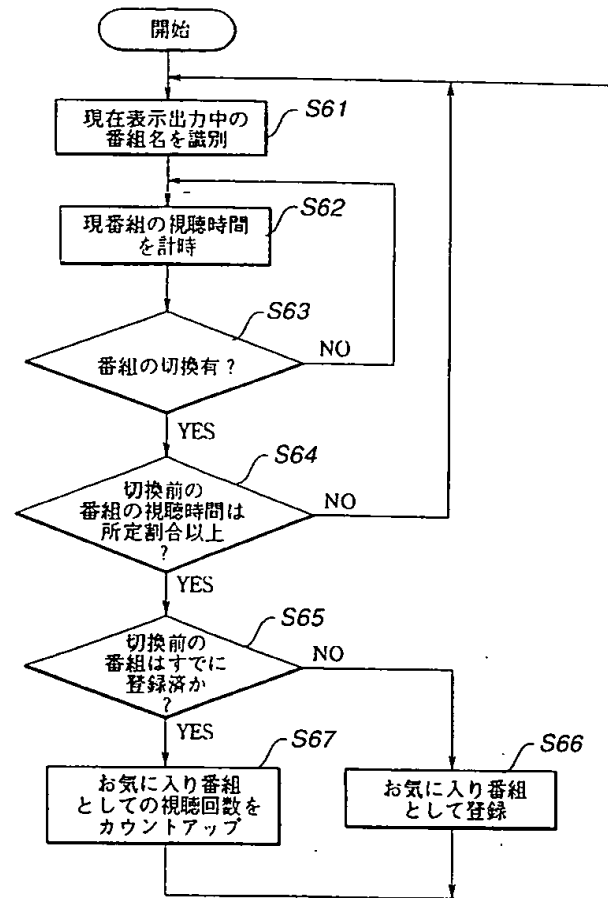 開始
現在表示出力中の
番組名を識別
S61
現番組の視聴時間
を計時
S62
番組の切換有?
S63
NO
YES
切換前の
番組の視聴時間は
所定割合以上
?
S64
NO
YES
切換前の
番組はすでに
登録済か
?
S65
NO
YES
お気に入り番組
としての視聴回数を
カウントアップ
S67
お気に入り番組
として登録
S66